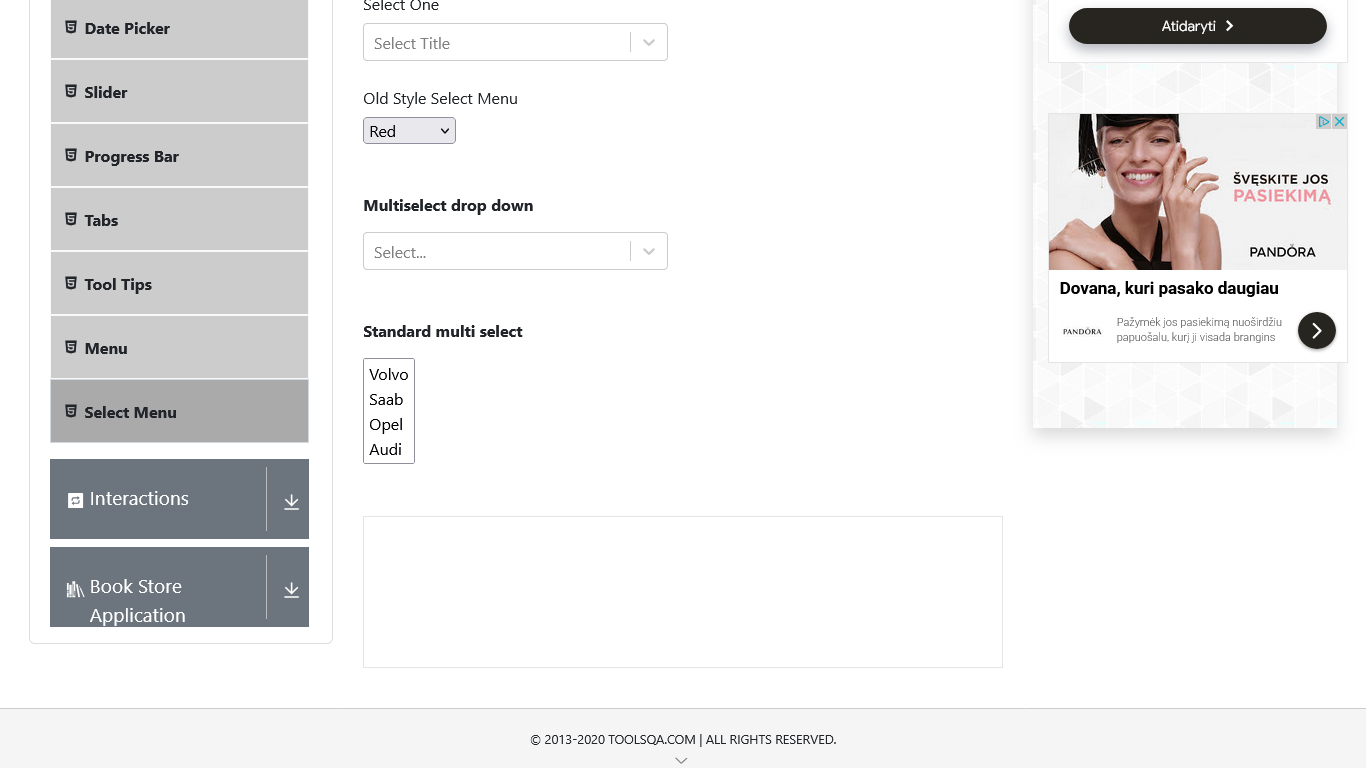 Date Picker
Slider
Progress Bar
Tabs
Tool Tips
Menu
Select Menu
Interactions
Book Store
Application
Select One
Select Title
Old Style Select Menu
Red
Multiselect drop down
Select...
Standard multi select
Volvo
Saab
Opel
Audi
Atidaryti
ŠVĘSKITE JOS
PASIEKIMĄ
PANDÖRA
Dovana, kuri pasako daugiau
PANDÖRA
Pažymėk jos pasiekimą nuoširdžiu
papuošalu, kurį ji visada brangins
© 2013-2020 TOOLSQA.COM | ALL RIGHTS RESERVED.